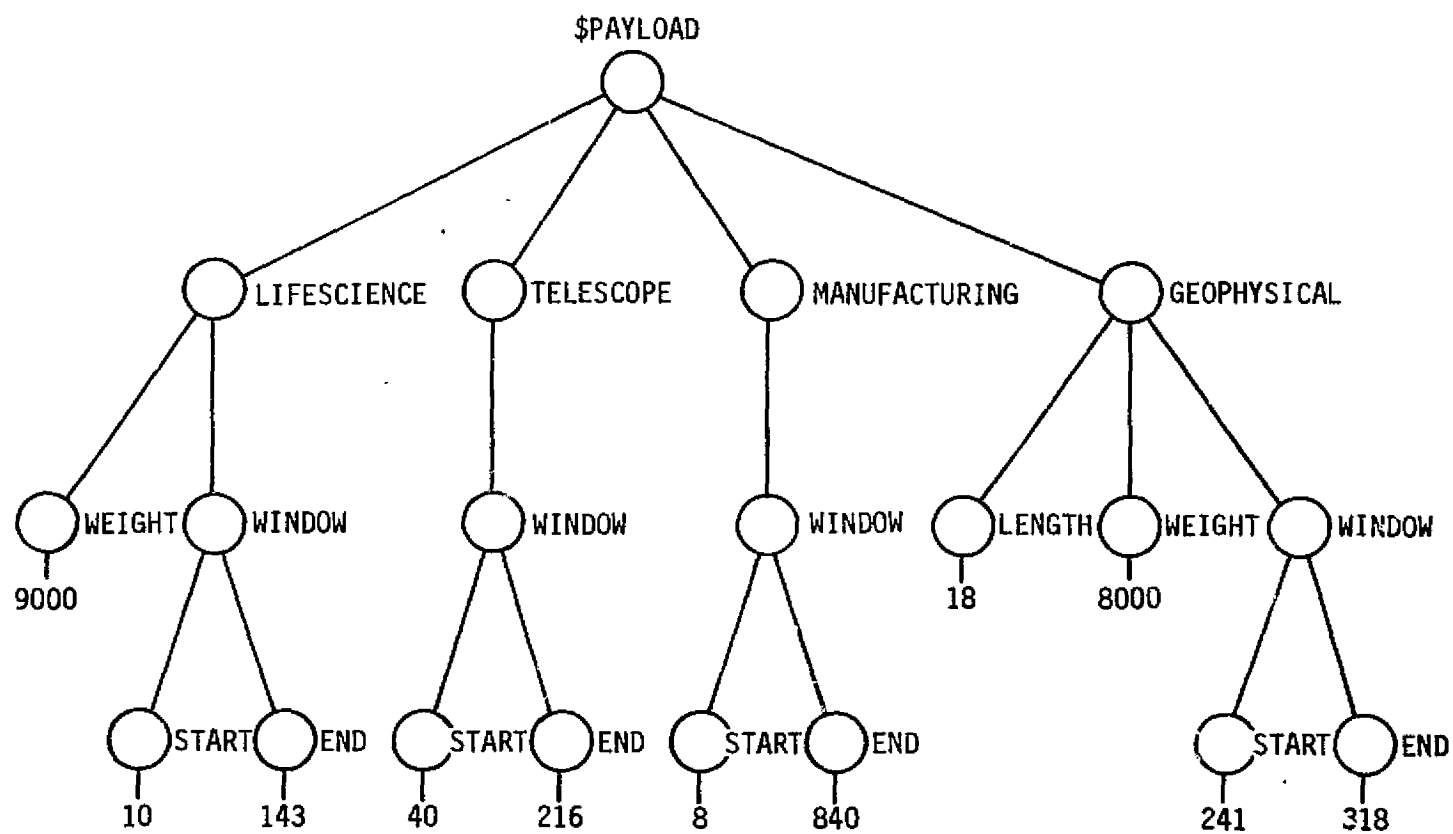 $PAYLOAD
LIFESCIENCE TELESCOPE MANUFACTURING GEOPHYSICAL
WEIGHT WINDOW WINDOW WINDOW LENGTH WEIGHT WINDOW
9000 18 8000
START END START END START END START END
10 143 40 216 8 840 241 318